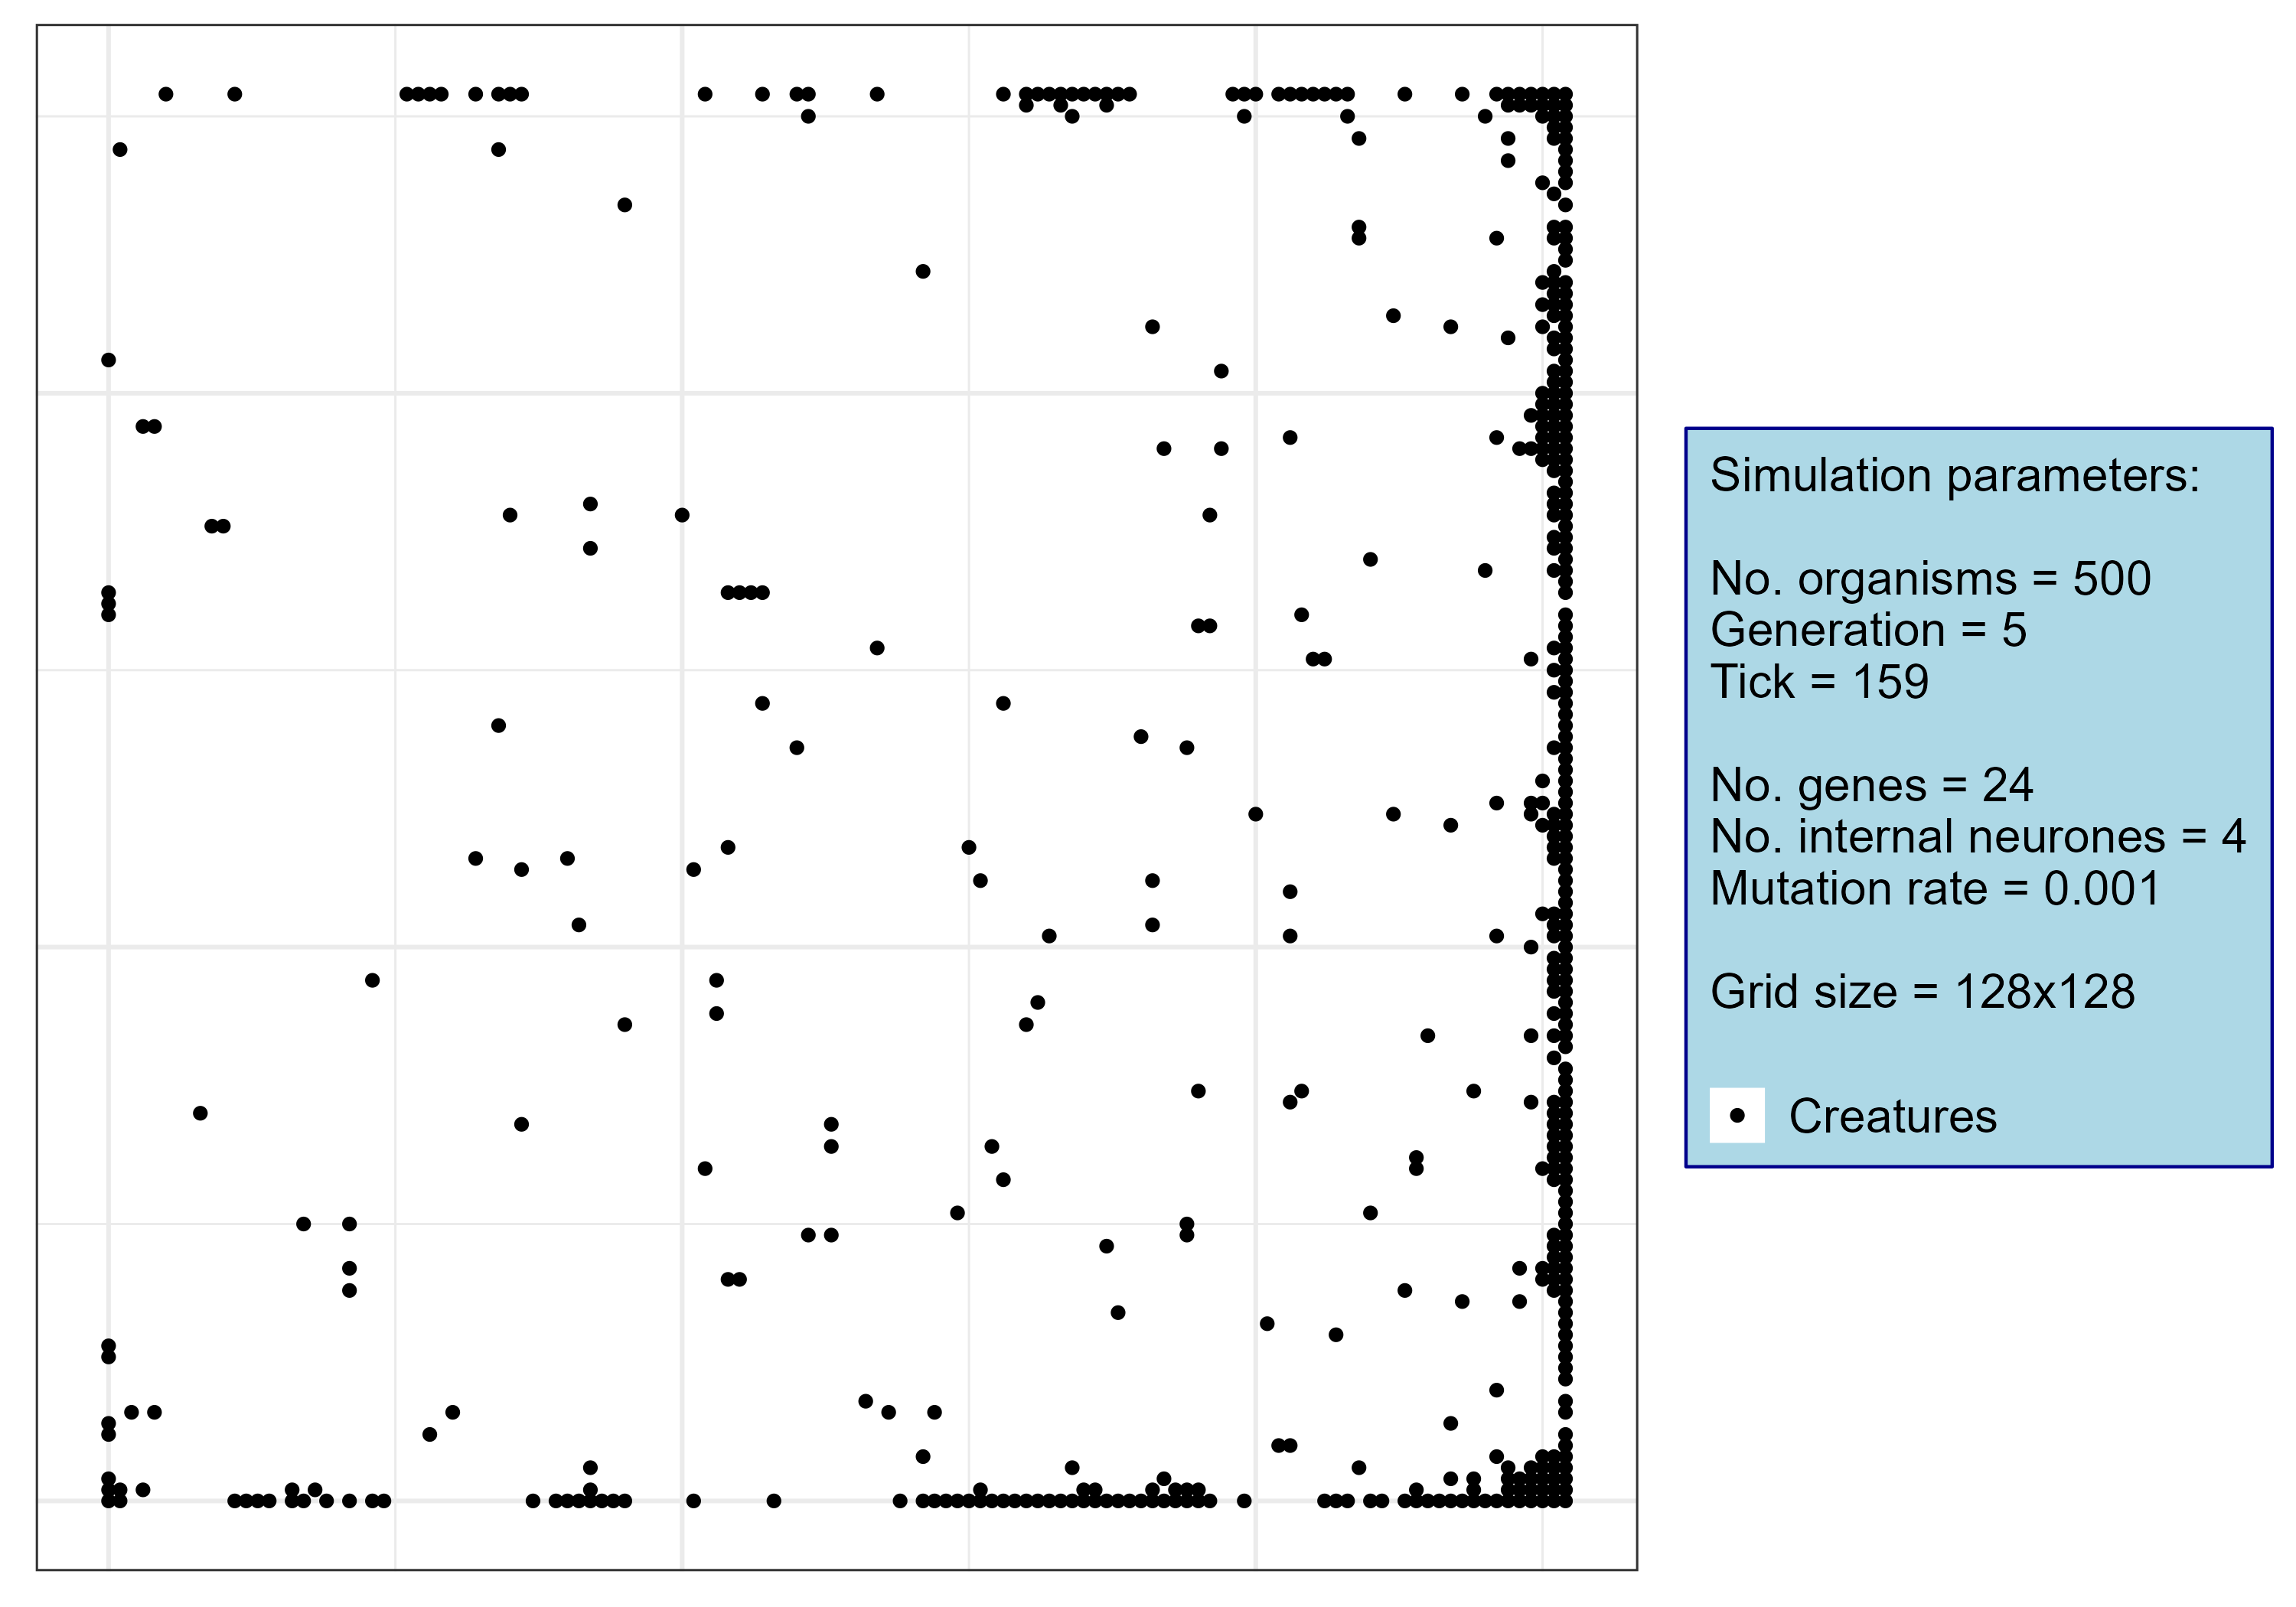 Simulation parameters:
No. organisms = 500
Generation = 5
Tick = 159
No. genes = 24
No. internal neurones = 4
Mutation rate = 0.001
Grid size = 128x128
Creatures